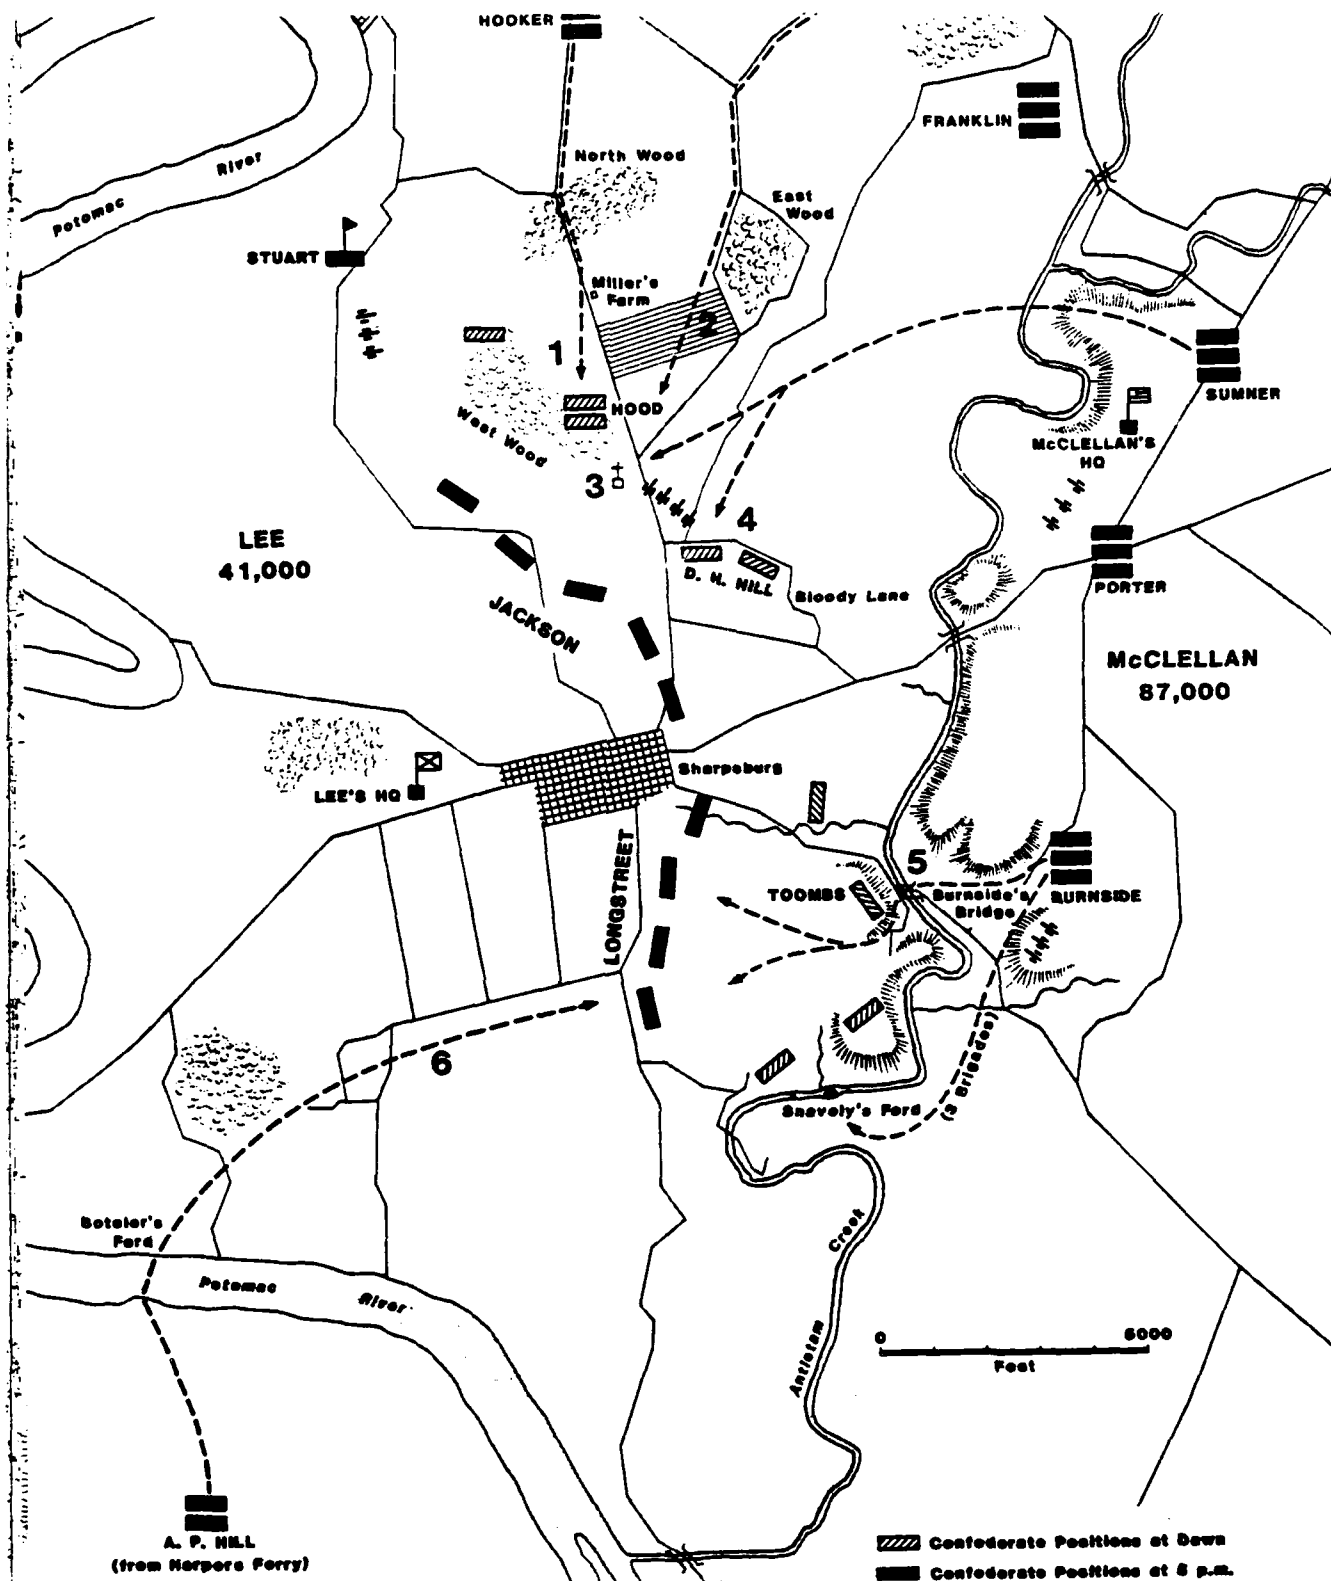 HOOKER
FRANKLIN
North Wood
East
Wood
Potomac
River
STUART
Miller's
Farm
1
2
HOOD
West Wood
SUMNER
McCLELLAN'S
HQ
3
4
LEE
41,000
D. H. HILL
Bloody Lane
PORTER
JACKSON
McCLELLAN
87,000
Sharpsburg
LEE'S HQ
LONGSTREET
5
TOOMBS
Burnside's
Bridge
BURNSIDE
(3 Brigades)
6
Snavely's Ford
Boteler's
Ford
Potomac
River
Antietam
Creek
0
5000
Feet
A. P. HILL
(from Harpers Ferry)
Confederate Positions at Dawn
Confederate Positions at 5 p.m.